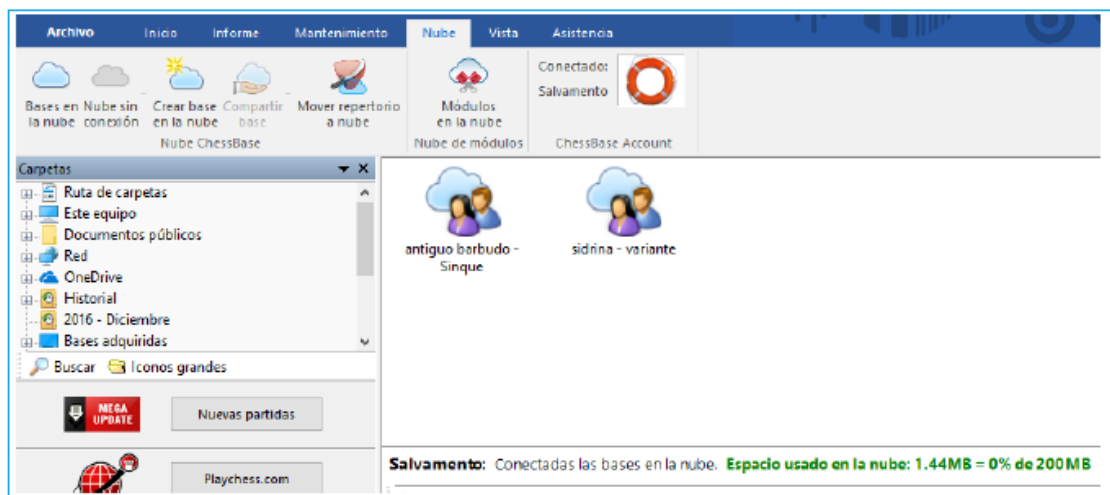 Archivo Inicio Informe Mantenimiento Nube Vista Asistencia
Bases en la nube
Nube sin conexión
Crear base en la nube
Compartir base
Mover repertorio a nube
Módulos en la nube
Conectado:
Salvamento
Nube ChessBase
Nube de módulos
ChessBase Account
Carpetas
Ruta de carpetas
Este equipo
Documentos públicos
Red
OneDrive
Historial
2016 - Diciembre
Bases adquiridas
Buscar Iconos grandes
MEGA
UPDATE
Nuevas partidas
Playchess.com
antiguo barbudo -
Sinque
sidrina - variante
Salvamento: Conectadas las bases en la nube. Espacio usado en la nube: 1.44MB = 0% de 200MB